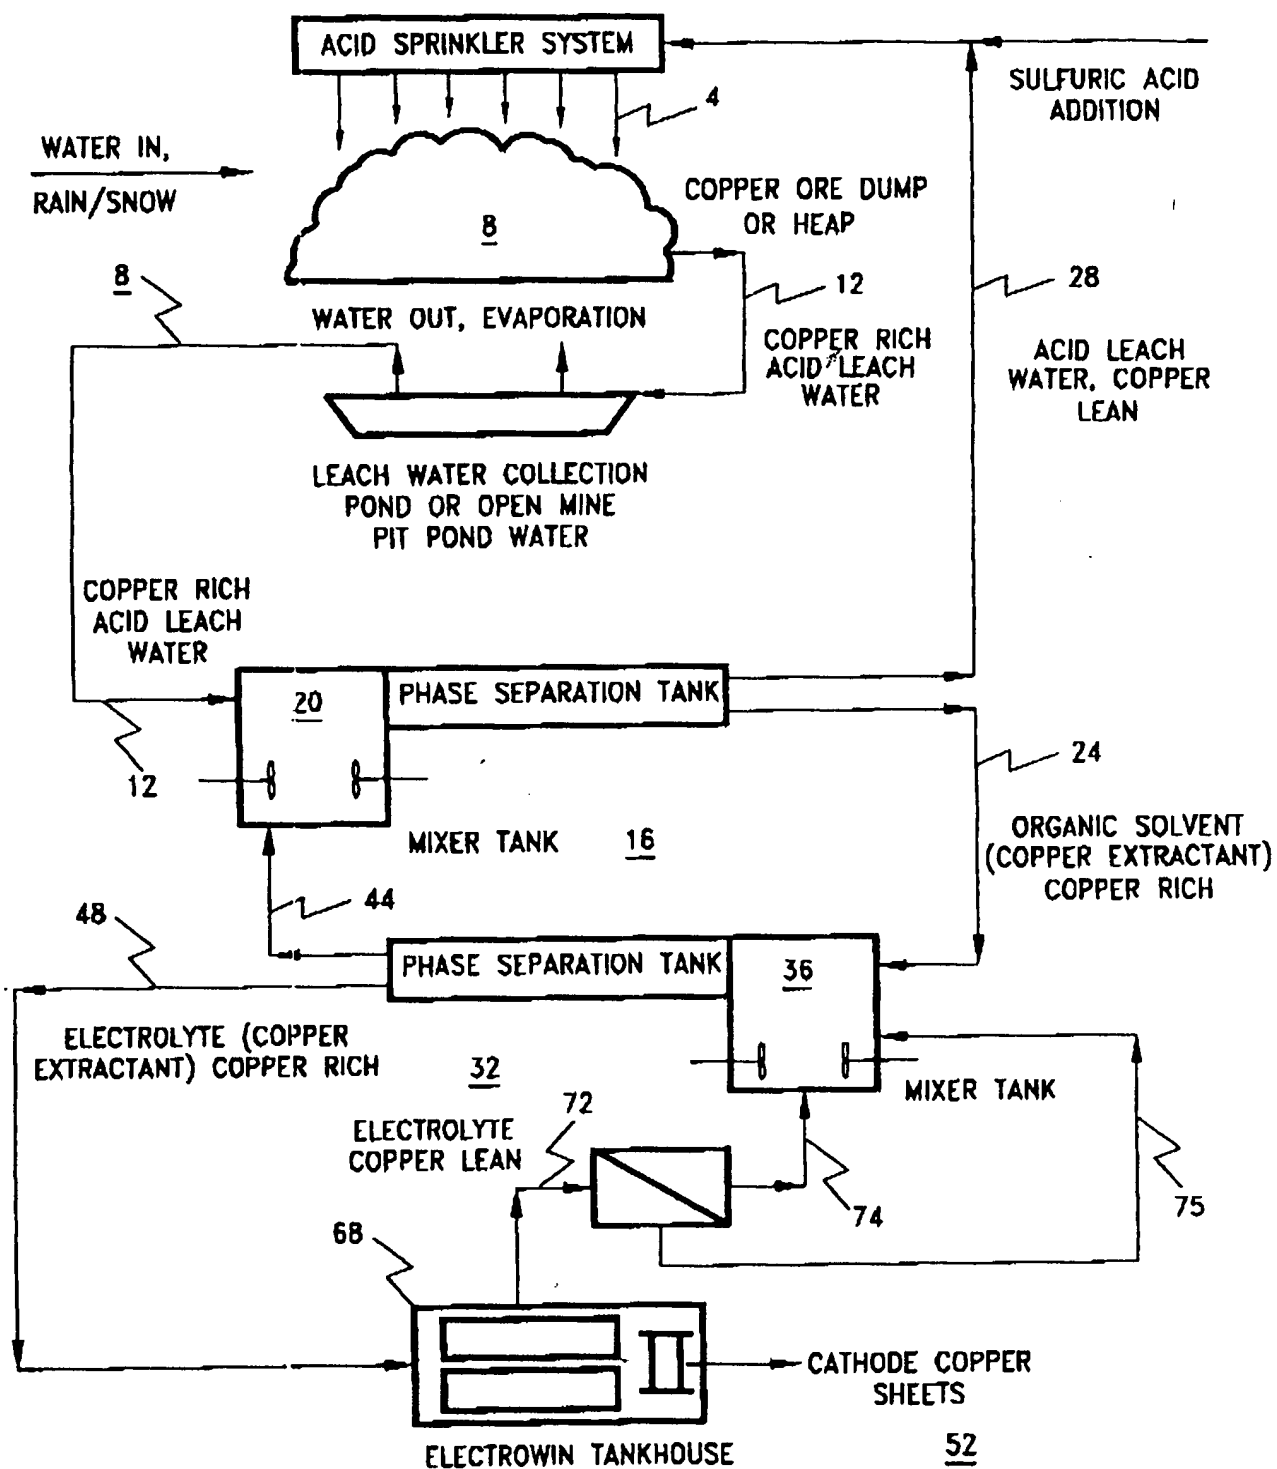 ACID SPRINKLER SYSTEM
SULFURIC ACID
ADDITION
4
WATER IN,
RAIN/SNOW
COPPER ORE DUMP
OR HEAP
8
8
12
28
WATER OUT, EVAPORATION
COPPER RICH
ACID LEACH
WATER
ACID LEACH
WATER, COPPER
LEAN
LEACH WATER COLLECTION
POND OR OPEN MINE
PIT POND WATER
COPPER RICH
ACID LEACH
WATER
20
PHASE SEPARATION TANK
12
24
MIXER TANK
16
ORGANIC SOLVENT
(COPPER EXTRACTANT)
COPPER RICH
44
48
PHASE SEPARATION TANK
36
ELECTROLYTE (COPPER
EXTRACTANT) COPPER RICH
32
MIXER TANK
72
ELECTROLYTE
COPPER LEAN
74
75
68
CATHODE COPPER
SHEETS
ELECTROWIN TANKHOUSE
52